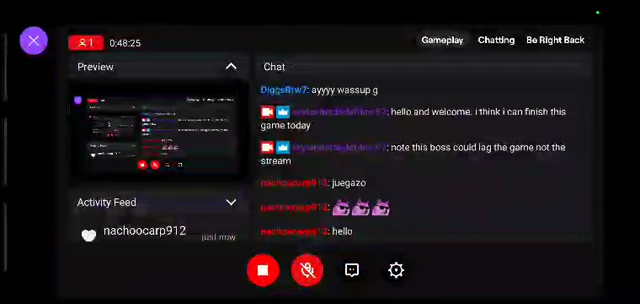 1 0:48:25 Gameplay Chatting Be Right Back
Preview
Chat
DiggsBtw7: ayyyy wassup g
: hello and welcome. i think i can finish this
game today
: note this boss could lag the game not the
stream
nachoocarp912: juegazo
nachoocarp912:
nachoocarp912: hello
Activity Feed
nachoocarp912
just now